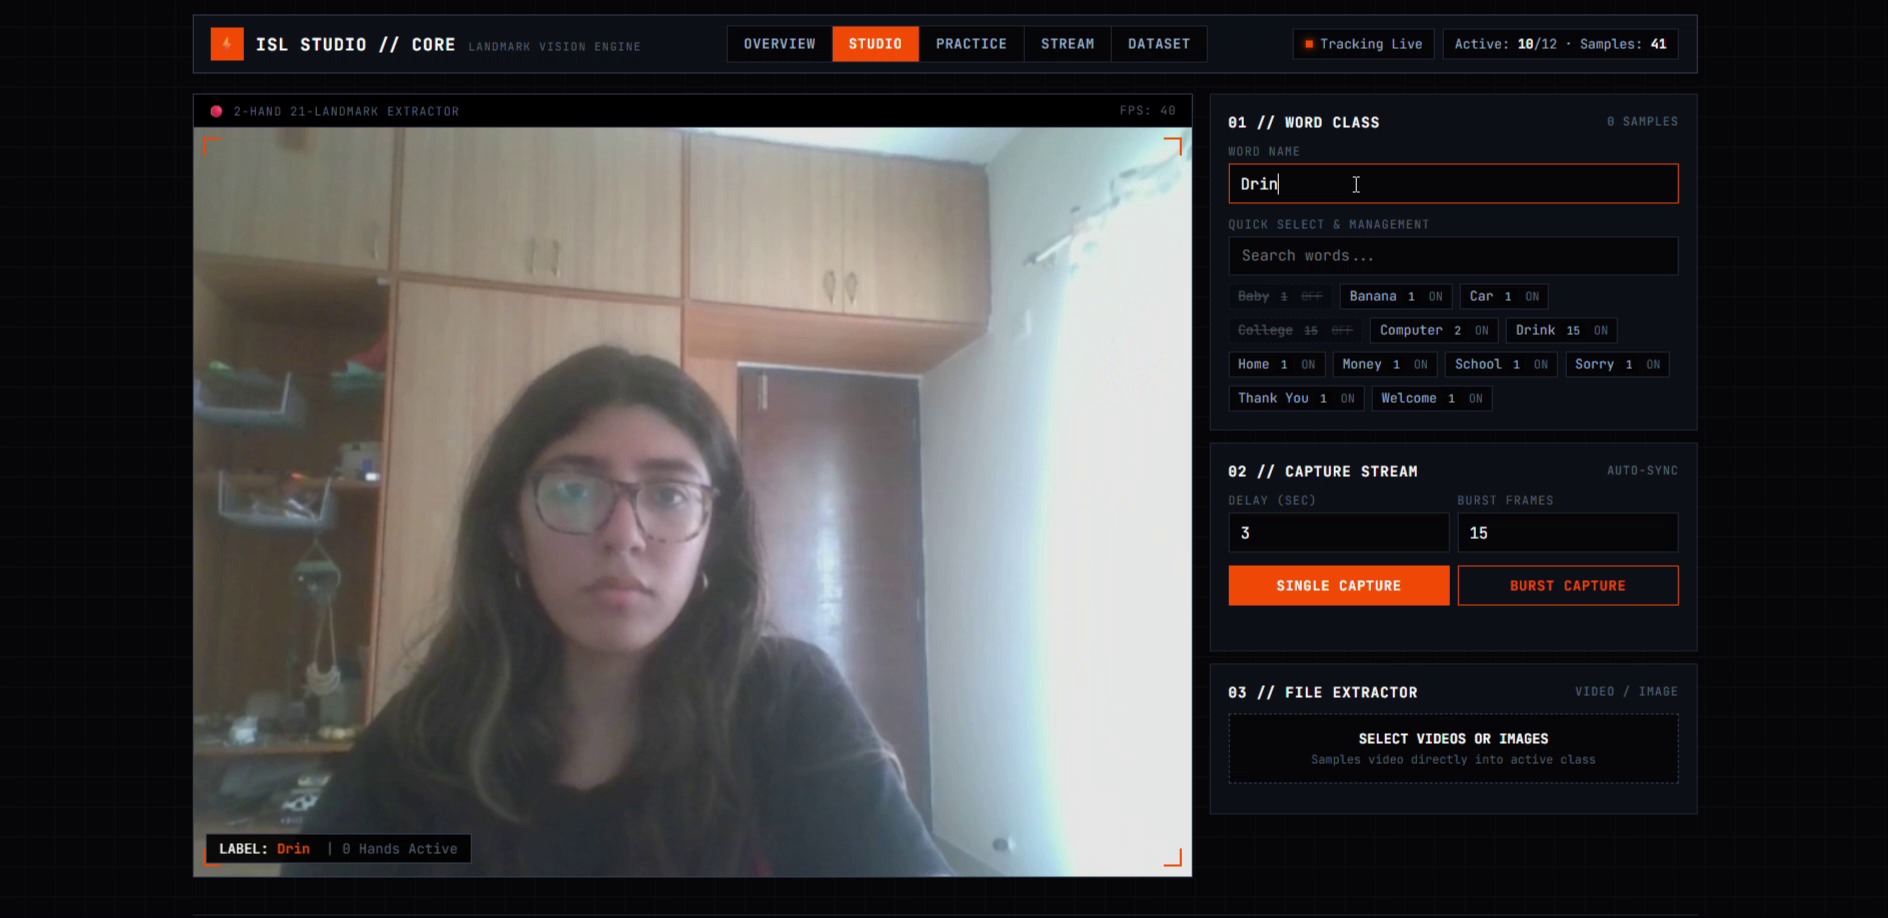 ISL STUDIO // CORE LANDMARK VISION ENGINE
OVERVIEW STUDIO PRACTICE STREAM DATASET
Tracking Live
Active: 10/12 · Samples: 41
2-HAND 21-LANDMARK EXTRACTOR
FPS: 40
LABEL: Drin | 0 Hands Active
01 // WORD CLASS
0 SAMPLES
WORD NAME
Drin
QUICK SELECT & MANAGEMENT
Search words...
Baby 1 OFF Banana 1 ON Car 1 ON
College 15 OFF Computer 2 ON Drink 15 ON
Home 1 ON Money 1 ON School 1 ON Sorry 1 ON
Thank You 1 ON Welcome 1 ON
02 // CAPTURE STREAM
AUTO-SYNC
DELAY (SEC) BURST FRAMES
3 15
SINGLE CAPTURE BURST CAPTURE
03 // FILE EXTRACTOR
VIDEO / IMAGE
SELECT VIDEOS OR IMAGES
Samples video directly into active class